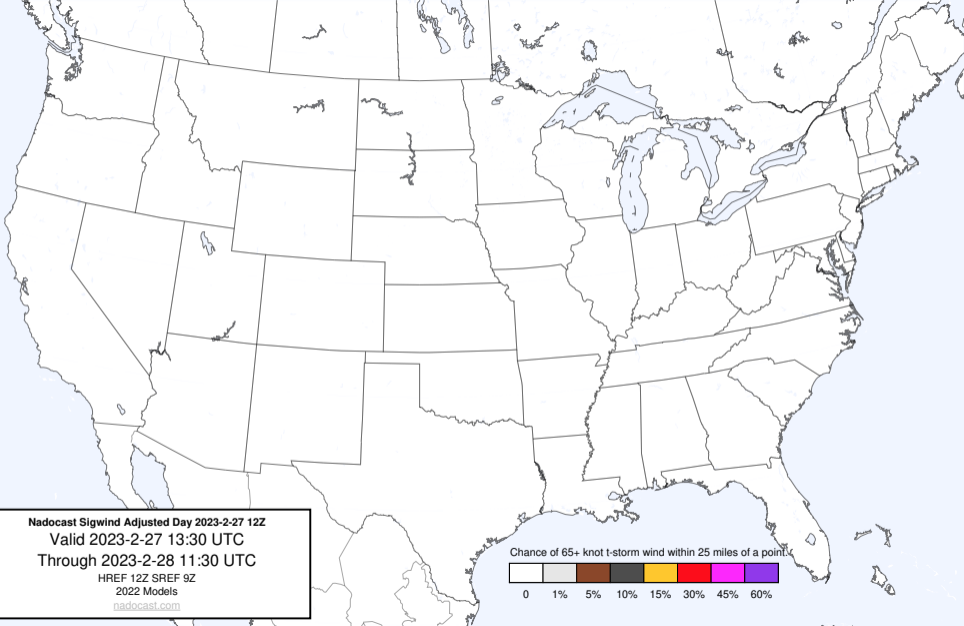 Nadocast Sigwind Adjusted Day 2023-2-27 12Z
Valid 2023-2-27 13:30 UTC
Through 2023-2-28 11:30 UTC
HREF 12Z SREF 9Z
2022 Models
nadocast.com
Chance of 65+ knot t-storm wind within 25 miles of a point.
0 1% 5% 10% 15% 30% 45% 60%